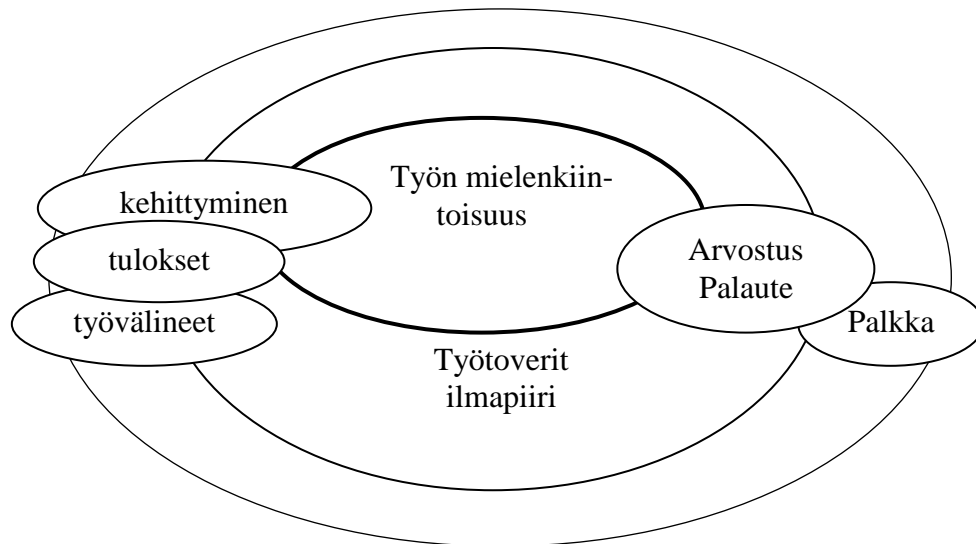 Työn mielenkiin-
toisuus
kehittyminen
tulokset
työvälineet
Arvostus
Palaute
Palkka
Työtoverit
ilmapiiri